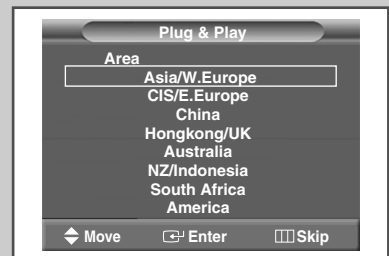 Plug & Play
Area
Asia/W.Europe
CIS/E.Europe
China
Hongkong/UK
Australia
NZ/Indonesia
South Africa
America
Move Enter Skip